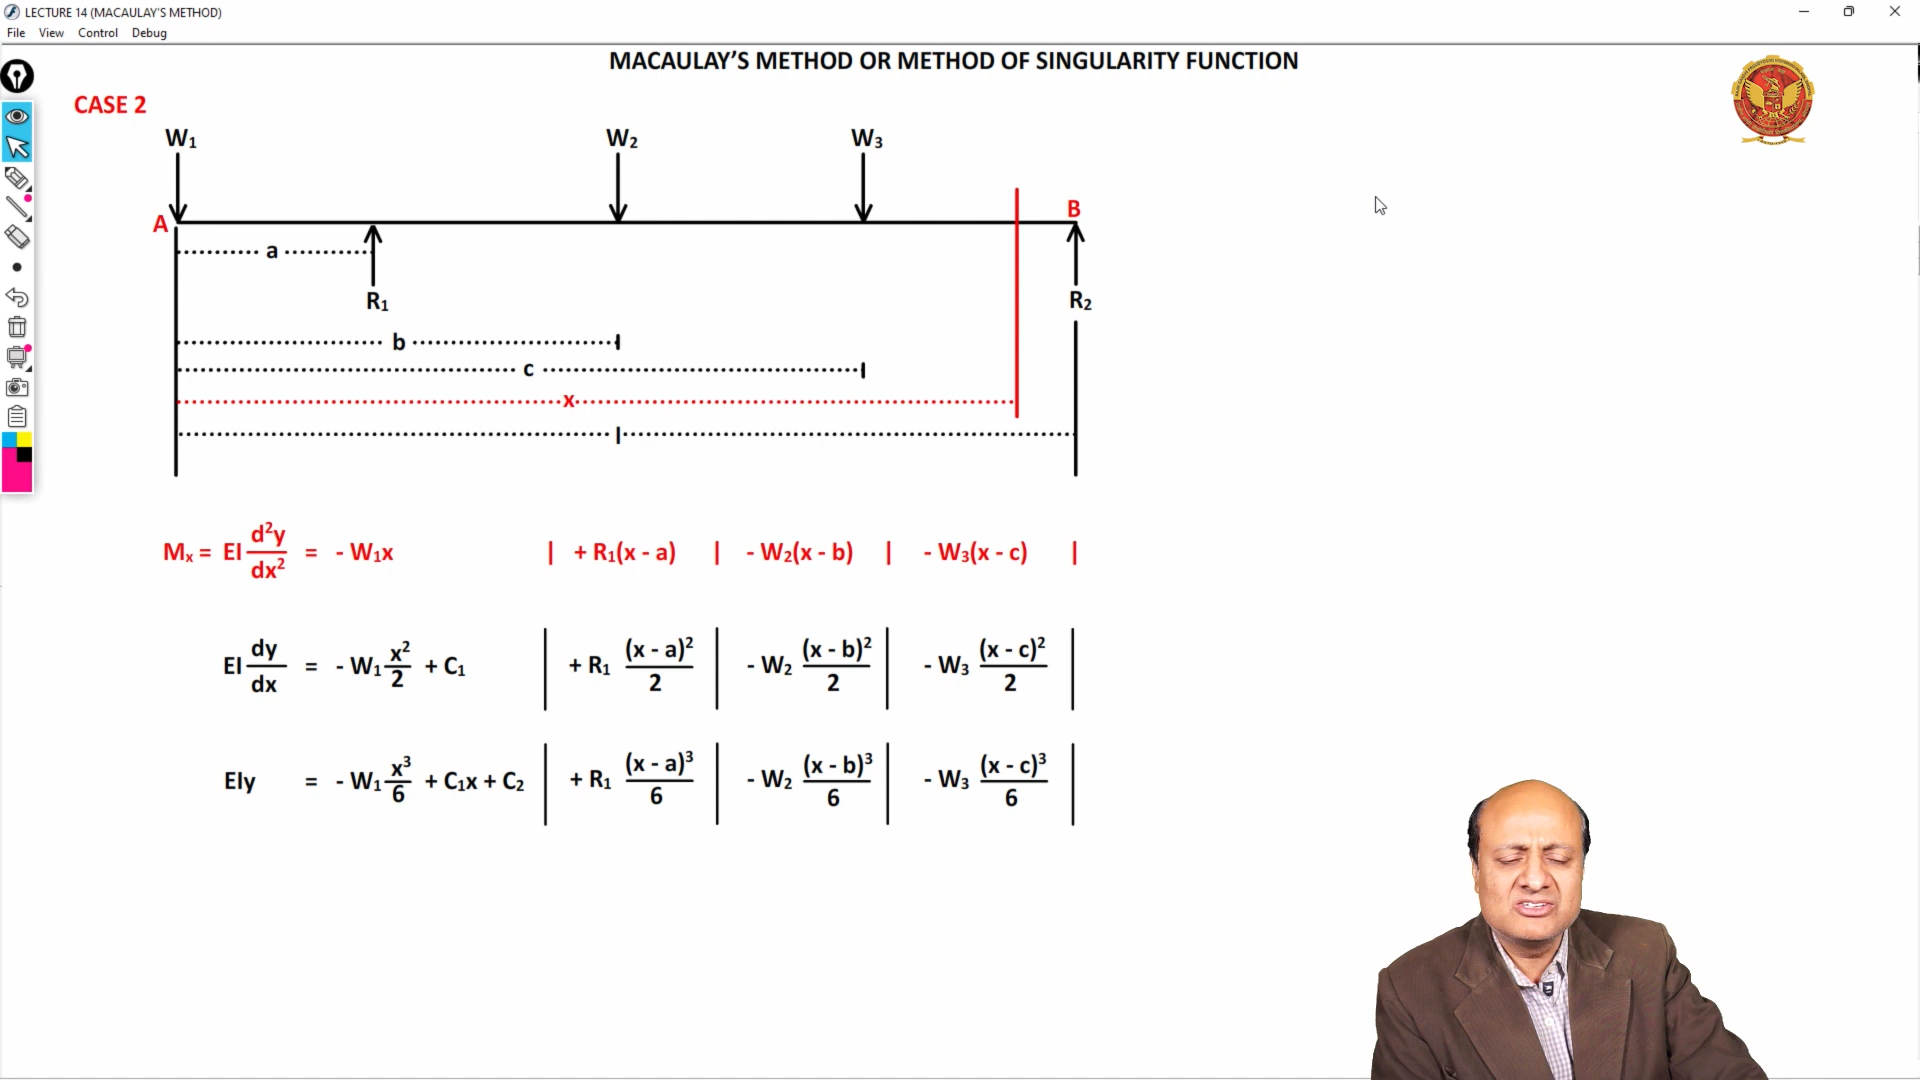 LECTURE 14 (MACAULAY'S METHOD)
File View Control Debug
MACAULAY'S METHOD OR METHOD OF SINGULARITY FUNCTION
CASE 2
W₁ W₂ W₃
A B
a
R₁ R₂
b
c
x
l
Mₓ = EI d²y/dx² = - W₁x | + R₁(x - a) | - W₂(x - b) | - W₃(x - c) |
EI dy/dx = - W₁ x²/2 + C₁ | + R₁ (x - a)²/2 | - W₂ (x - b)²/2 | - W₃ (x - c)²/2 |
EIy = - W₁ x³/6 + C₁x + C₂ | + R₁ (x - a)³/6 | - W₂ (x - b)³/6 | - W₃ (x - c)³/6 |